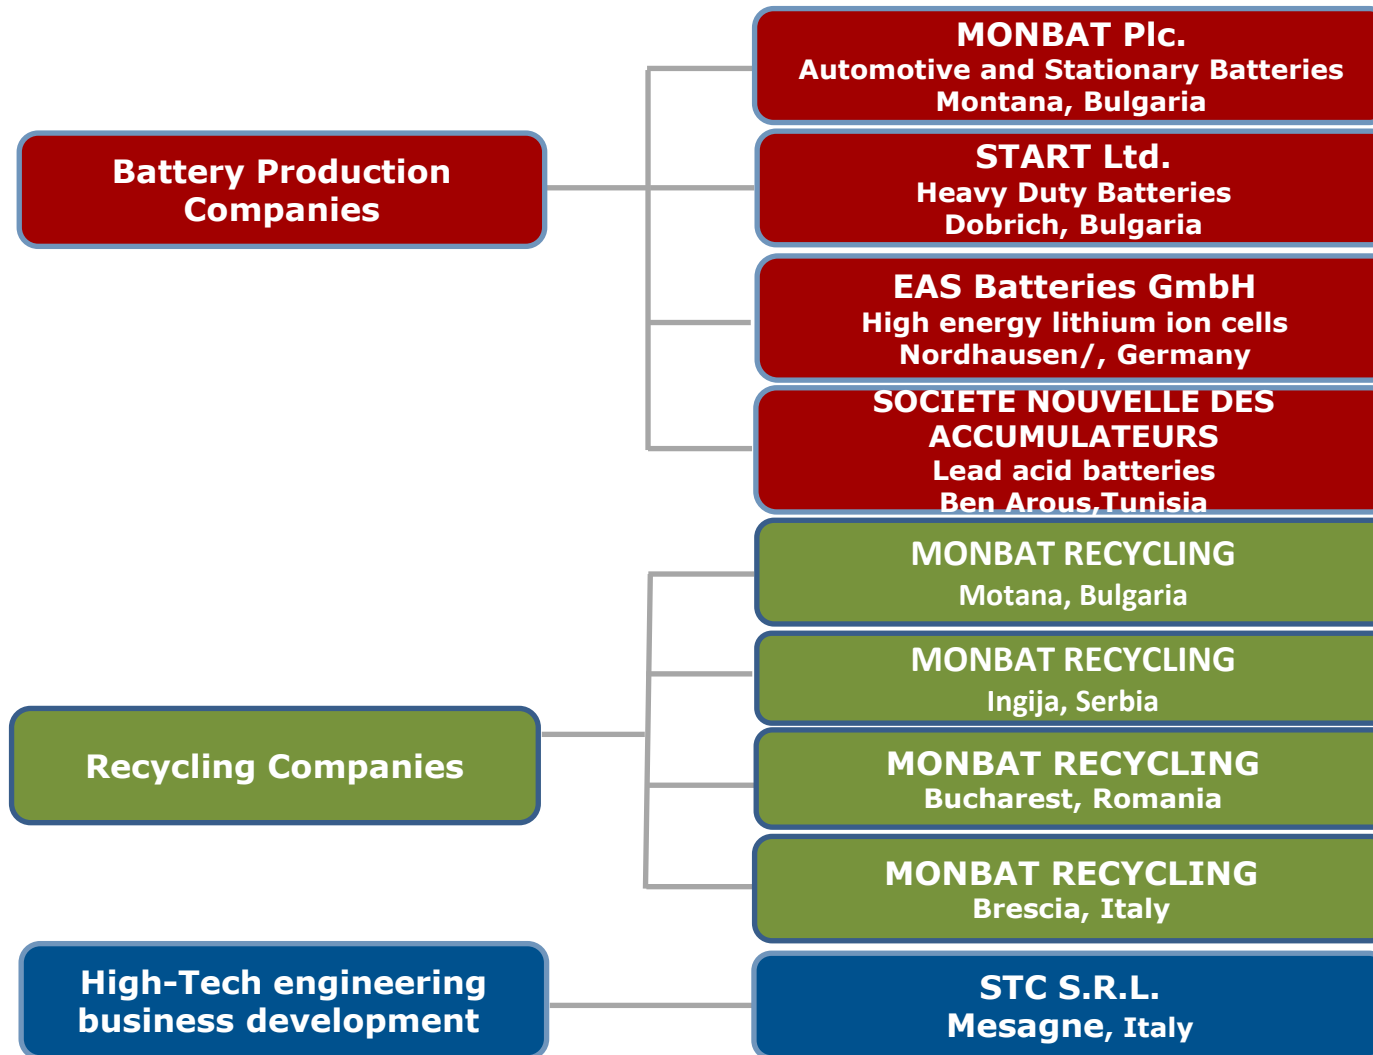 Battery Production
Companies
MONBAT Plc.
Automotive and Stationary Batteries
Montana, Bulgaria
START Ltd.
Heavy Duty Batteries
Dobrich, Bulgaria
EAS Batteries GmbH
High energy lithium ion cells
Nordhausen/, Germany
SOCIETE NOUVELLE DES
ACCUMULATEURS
Lead acid batteries
Ben Arous,Tunisia
Recycling Companies
MONBAT RECYCLING
Motana, Bulgaria
MONBAT RECYCLING
Ingija, Serbia
MONBAT RECYCLING
Bucharest, Romania
MONBAT RECYCLING
Brescia, Italy
High-Tech engineering
business development
STC S.R.L.
Mesagne, Italy